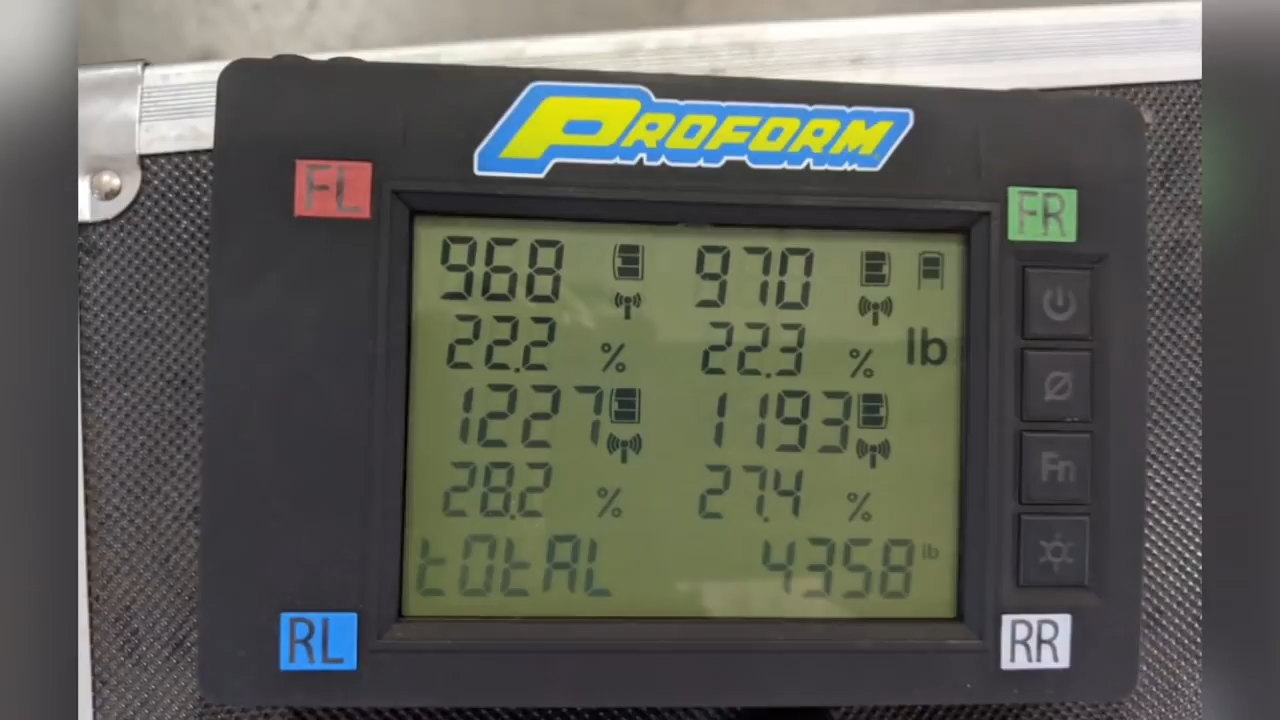 PROFORM
FL
FR
968 970
22.2 % 22.3 % lb
1227 1193
28.2 % 27.4 %
Fn
tOtAL 4358 lb
RL
RR